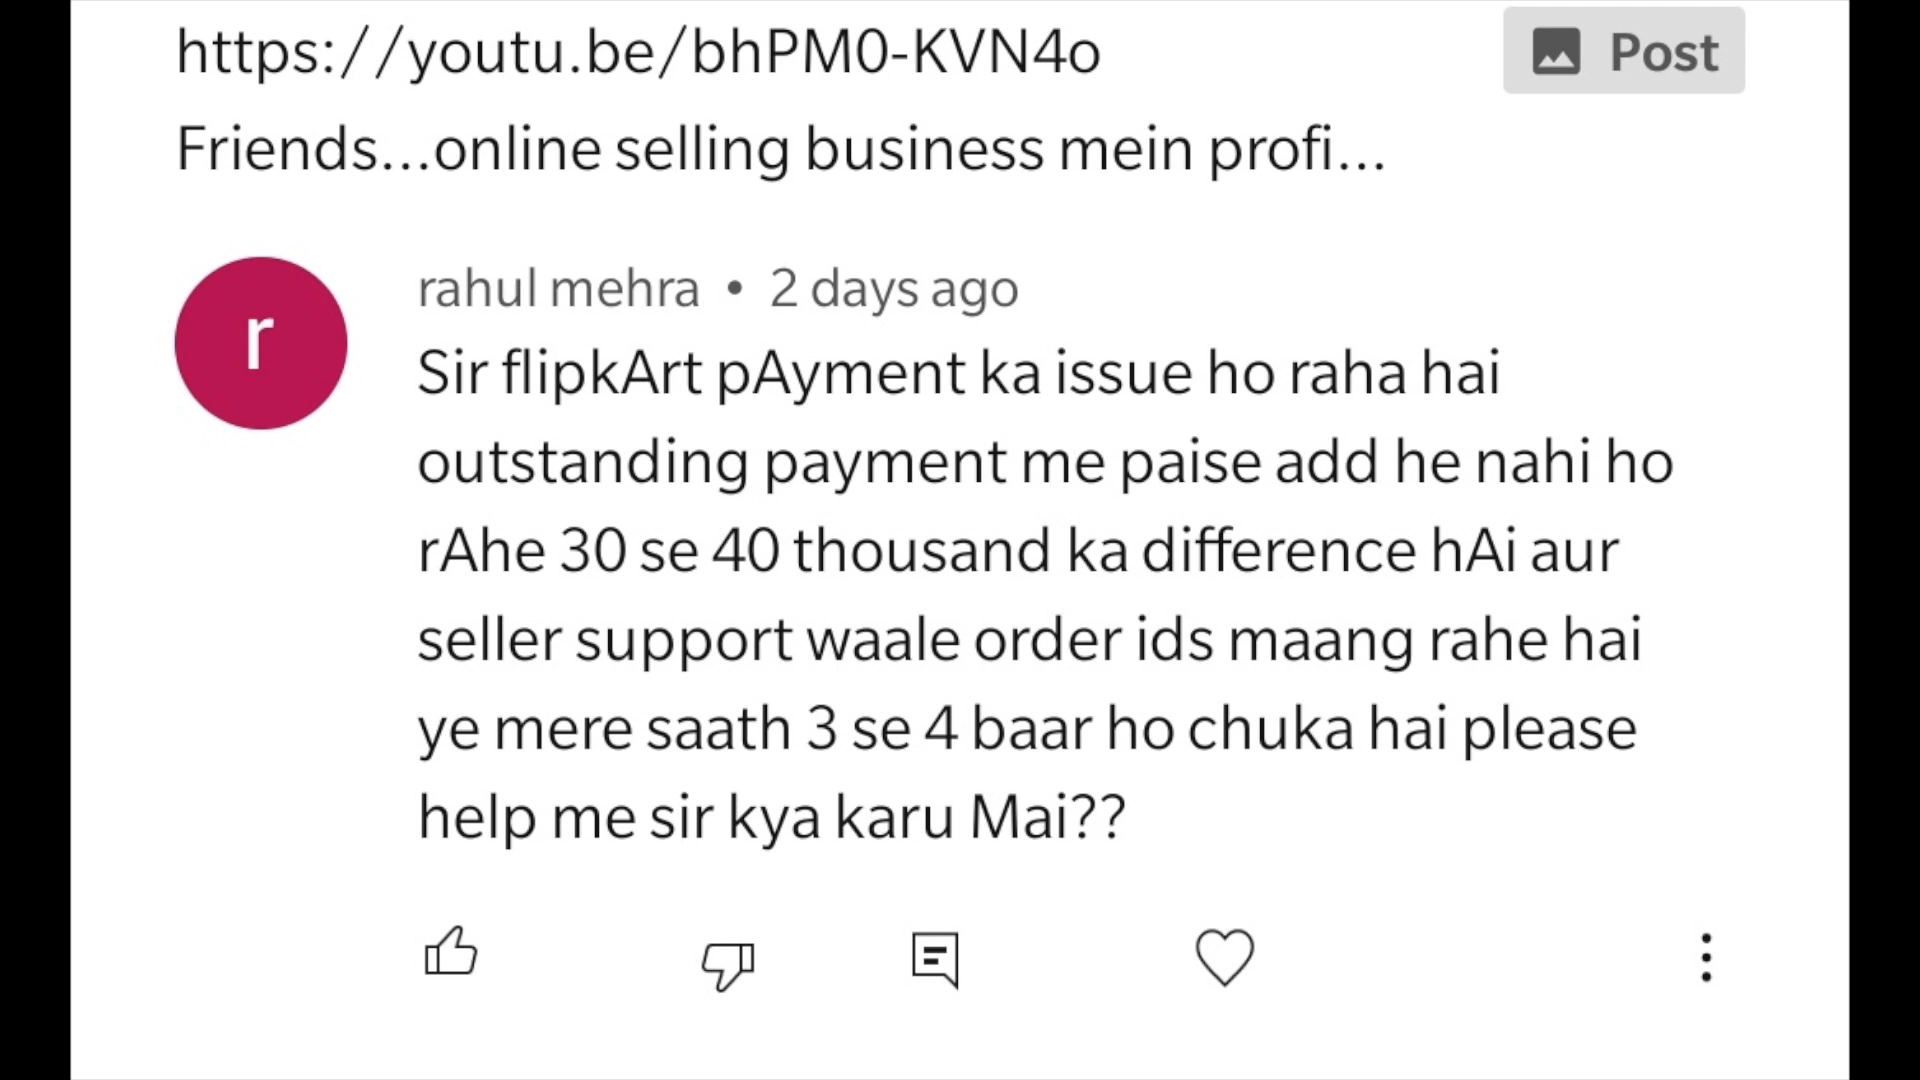 https://youtu.be/bhPM0-KVN4o
Post
Friends...online selling business mein profi...
r
rahul mehra • 2 days ago
Sir flipkArt pAyment ka issue ho raha hai
outstanding payment me paise add he nahi ho
rAhe 30 se 40 thousand ka difference hAi aur
seller support waale order ids maang rahe hai
ye mere saath 3 se 4 baar ho chuka hai please
help me sir kya karu Mai??